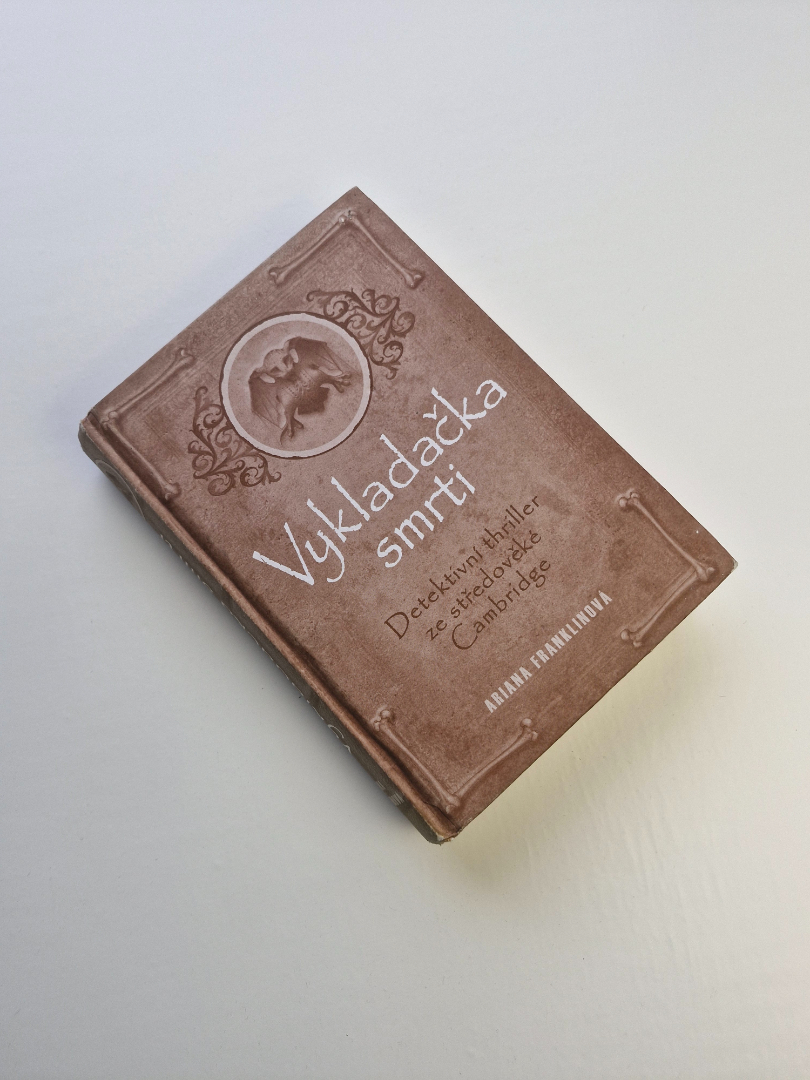 Vykladačka
smrti
Detektivní thriller
ze středověké
Cambridge
ARIANA FRANKLINOVÁ